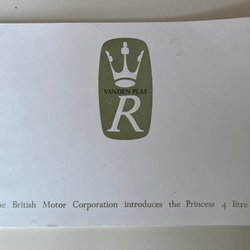 VANDEN PLAS
R
he British Motor Corporation introduces the Princess 4 litre